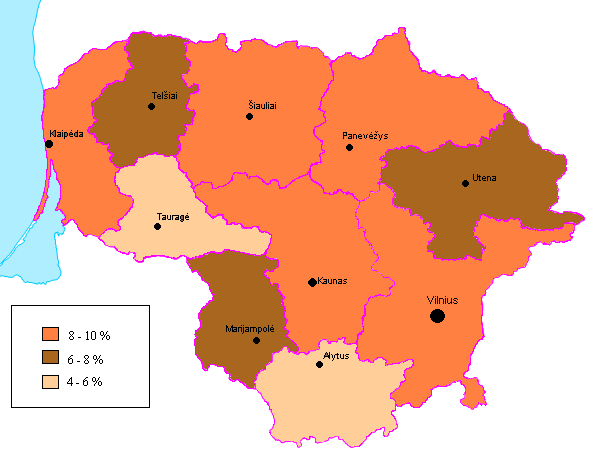 Telšiai
Šiauliai
Klaipėda
Panevėžys
Utena
Tauragė
Kaunas
Vilnius
Marijampolė
Alytus
8 - 10 %
6 - 8 %
4 - 6 %